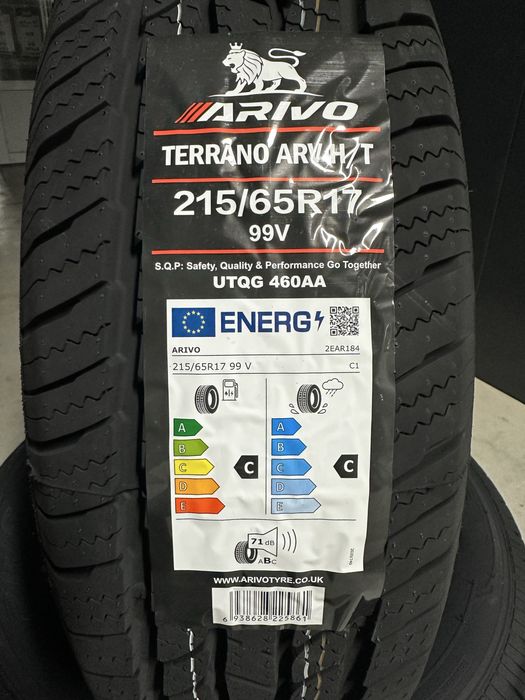 ARIVO
TERRANO ARV H/T
215/65R17
99V
S.Q.P: Safety, Quality & Performance Go Together
UTQG 460AA
ENERG
ARIVO 2EAR184
215/65R17 99 V C1
A A
B B
C C C C
D D
E E
71 dB
ABC
WWW.ARIVOTYRE.CO.UK
6 938628 225861